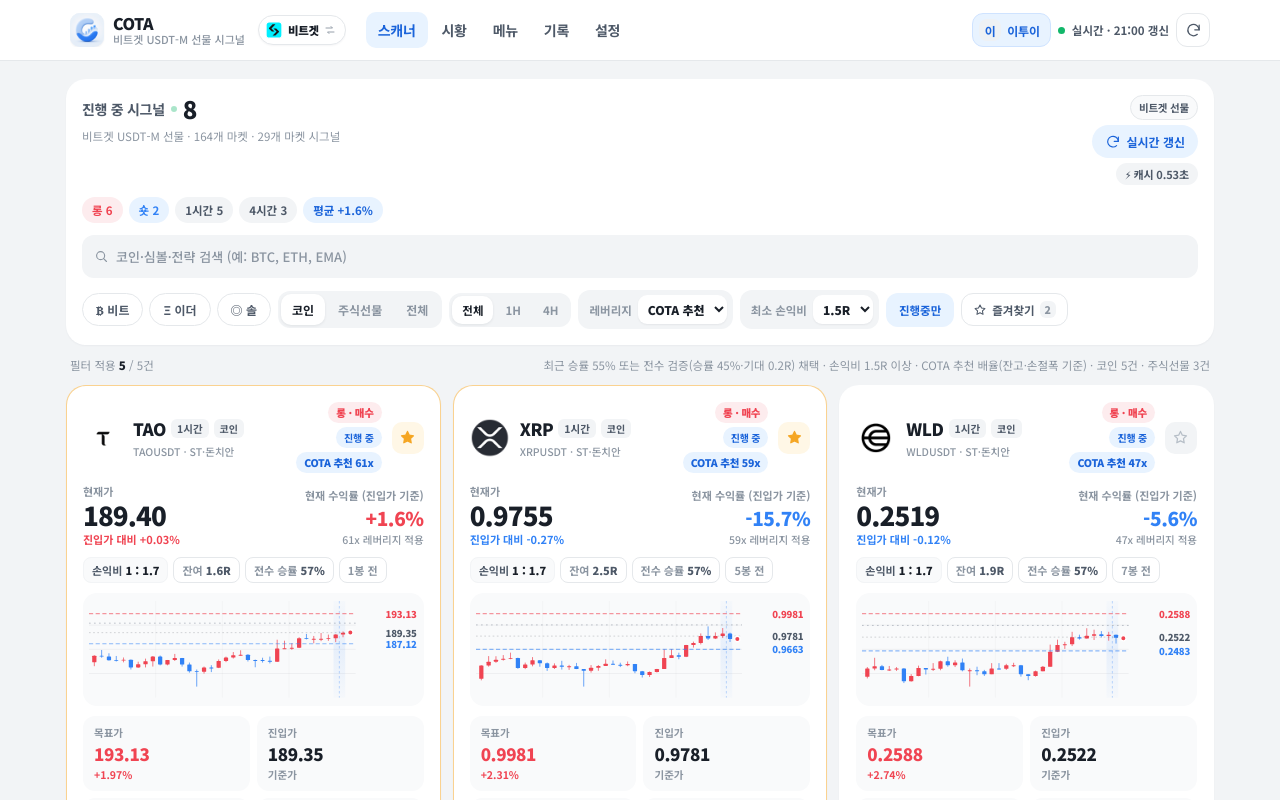 COTA
비트겟 USDT-M 선물 시그널
비트겟
스캐너 시황 메뉴 기록 설정
이 이투이
실시간 · 21:00 갱신
진행 중 시그널 8
비트겟 USDT-M 선물 · 164개 마켓 · 29개 마켓 시그널
비트겟 선물
실시간 갱신
⚡ 캐시 0.53초
롱 6 숏 2 1시간 5 4시간 3 평균 +1.6%
코인·심볼·전략 검색 (예: BTC, ETH, EMA)
₿ 비트 Ξ 이더 ◎ 솔 코인 주식선물 전체 전체 1H 4H 레버리지 COTA 추천 최소 손익비 1.5R 진행중만 즐겨찾기 2
필터 적용 5 / 5건
최근 승률 55% 또는 전수 검증(승률 45%·기대 0.2R) 채택 · 손익비 1.5R 이상 · COTA 추천 배율(잔고·손절폭 기준) · 코인 5건 · 주식선물 3건
TAO 1시간 코인
TAOUSDT · ST·돈치안
롱 · 매수
진행 중
COTA 추천 61x
현재가
189.40
진입가 대비 +0.03%
현재 수익률 (진입가 기준)
+1.6%
61x 레버리지 적용
손익비 1 : 1.7 잔여 1.6R 전수 승률 57% 1봉 전
193.13
189.35
187.12
목표가
193.13
+1.97%
진입가
189.35
기준가
XRP 1시간 코인
XRPUSDT · ST·돈치안
롱 · 매수
진행 중
COTA 추천 59x
현재가
0.9755
진입가 대비 -0.27%
현재 수익률 (진입가 기준)
-15.7%
59x 레버리지 적용
손익비 1 : 1.7 잔여 2.5R 전수 승률 57% 5봉 전
0.9981
0.9781
0.9663
목표가
0.9981
+2.31%
진입가
0.9781
기준가
WLD 1시간 코인
WLDUSDT · ST·돈치안
롱 · 매수
진행 중
COTA 추천 47x
현재가
0.2519
진입가 대비 -0.12%
현재 수익률 (진입가 기준)
-5.6%
47x 레버리지 적용
손익비 1 : 1.7 잔여 1.9R 전수 승률 57% 7봉 전
0.2588
0.2522
0.2483
목표가
0.2588
+2.74%
진입가
0.2522
기준가